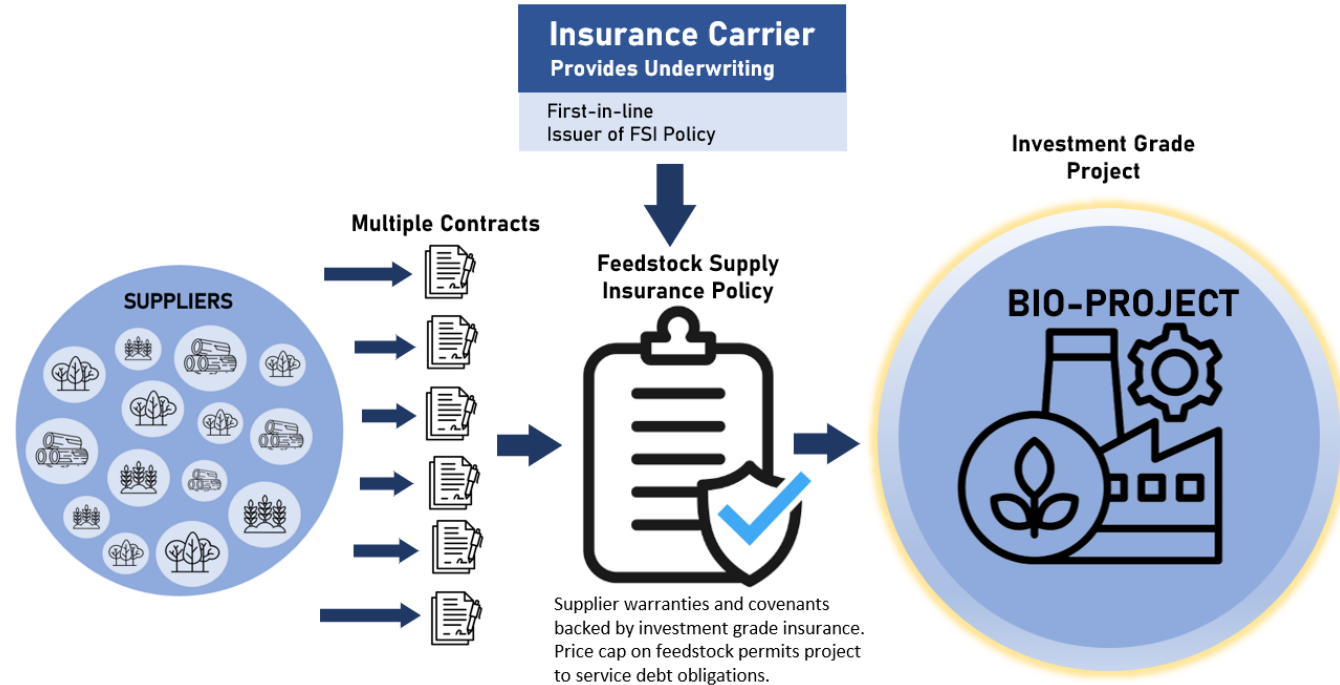 Insurance Carrier
Provides Underwriting
First-in-line
Issuer of FSI Policy
Investment Grade
Project
Multiple Contracts
Feedstock Supply
Insurance Policy
SUPPLIERS
BIO-PROJECT
Supplier warranties and covenants
backed by investment grade insurance.
Price cap on feedstock permits project
to service debt obligations.